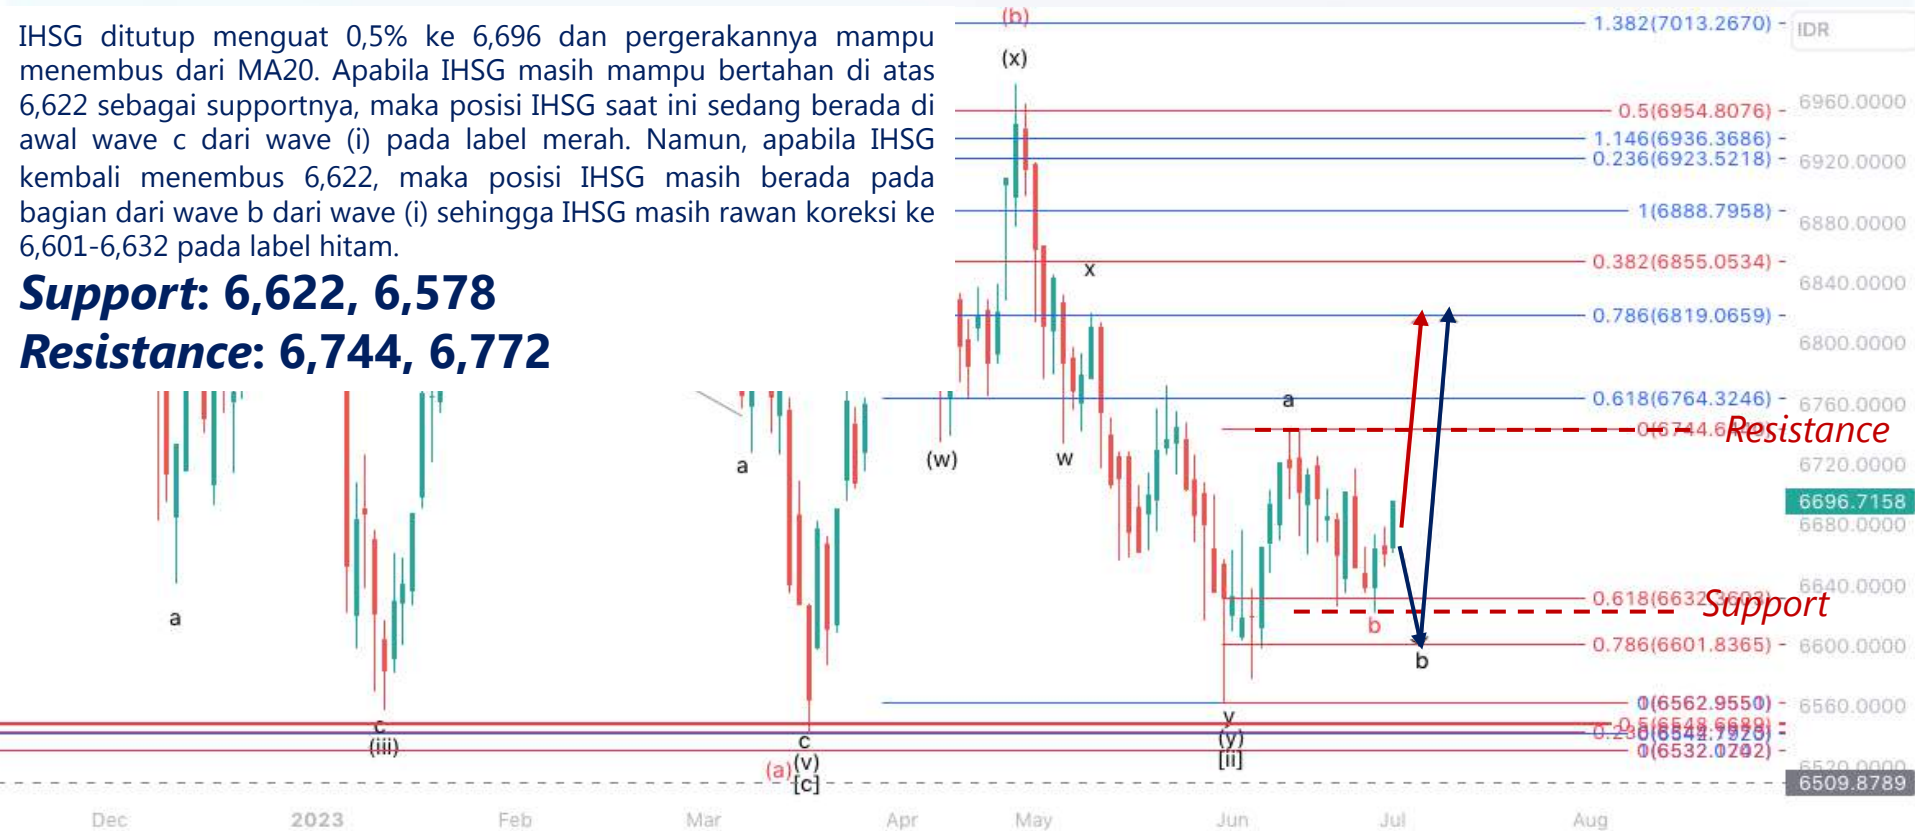 IHSG ditutup menguat 0,5% ke 6,696 dan pergerakannya mampu
menembus dari MA20. Apabila IHSG masih mampu bertahan di atas
6,622 sebagai supportnya, maka posisi IHSG saat ini sedang berada di
awal wave c dari wave (i) pada label merah. Namun, apabila IHSG
kembali menembus 6,622, maka posisi IHSG masih berada pada
bagian dari wave b dari wave (i) sehingga IHSG masih rawan koreksi ke
6,601-6,632 pada label hitam.
Support: 6,622, 6,578
Resistance: 6,744, 6,772
(b)
(x)
1.382(7013.2670)
IDR
0.5(6954.8076)
6960.0000
1.146(6936.3686)
0.236(6923.5218)
6920.0000
1(6888.7958)
6880.0000
0.382(6855.0534)
x
6840.0000
0.786(6819.0659)
6800.0000
0.618(6764.3246)
6760.0000
a
Resistance
a
(w)
w
6720.0000
6696.7158
6680.0000
6640.0000
Support
a
b
0.786(6601.8365)
6600.0000
b
(6562.9550)
6560.0000
c
(iii)
c
(v)
(a)
[c]
y
(y)
[ii]
6520.0000
6509.8789
Dec
2023
Feb
Mar
Apr
May
Jun
Jul
Aug